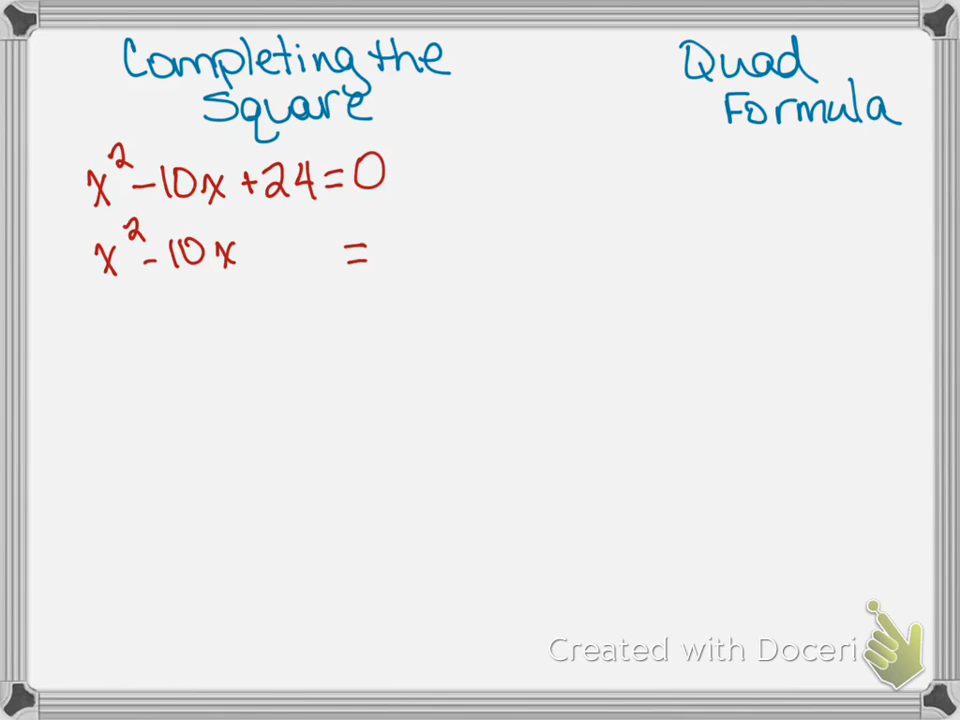 Completing the
Square
Quad
Formula
x² - 10x + 24 = 0
x² - 10x =
Created with Doceri